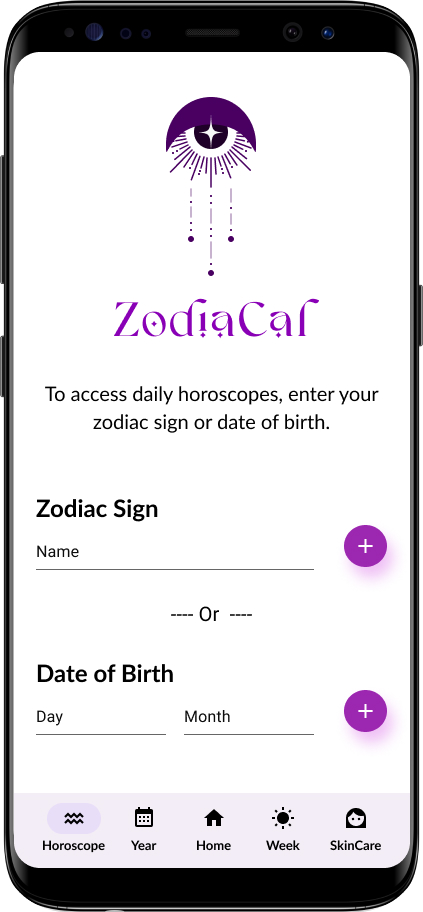 ZodiaCal
To access daily horoscopes, enter your
zodiac sign or date of birth.
Zodiac Sign
Name
+
---- Or ----
Date of Birth
Day Month
+
Horoscope Year Home Week SkinCare